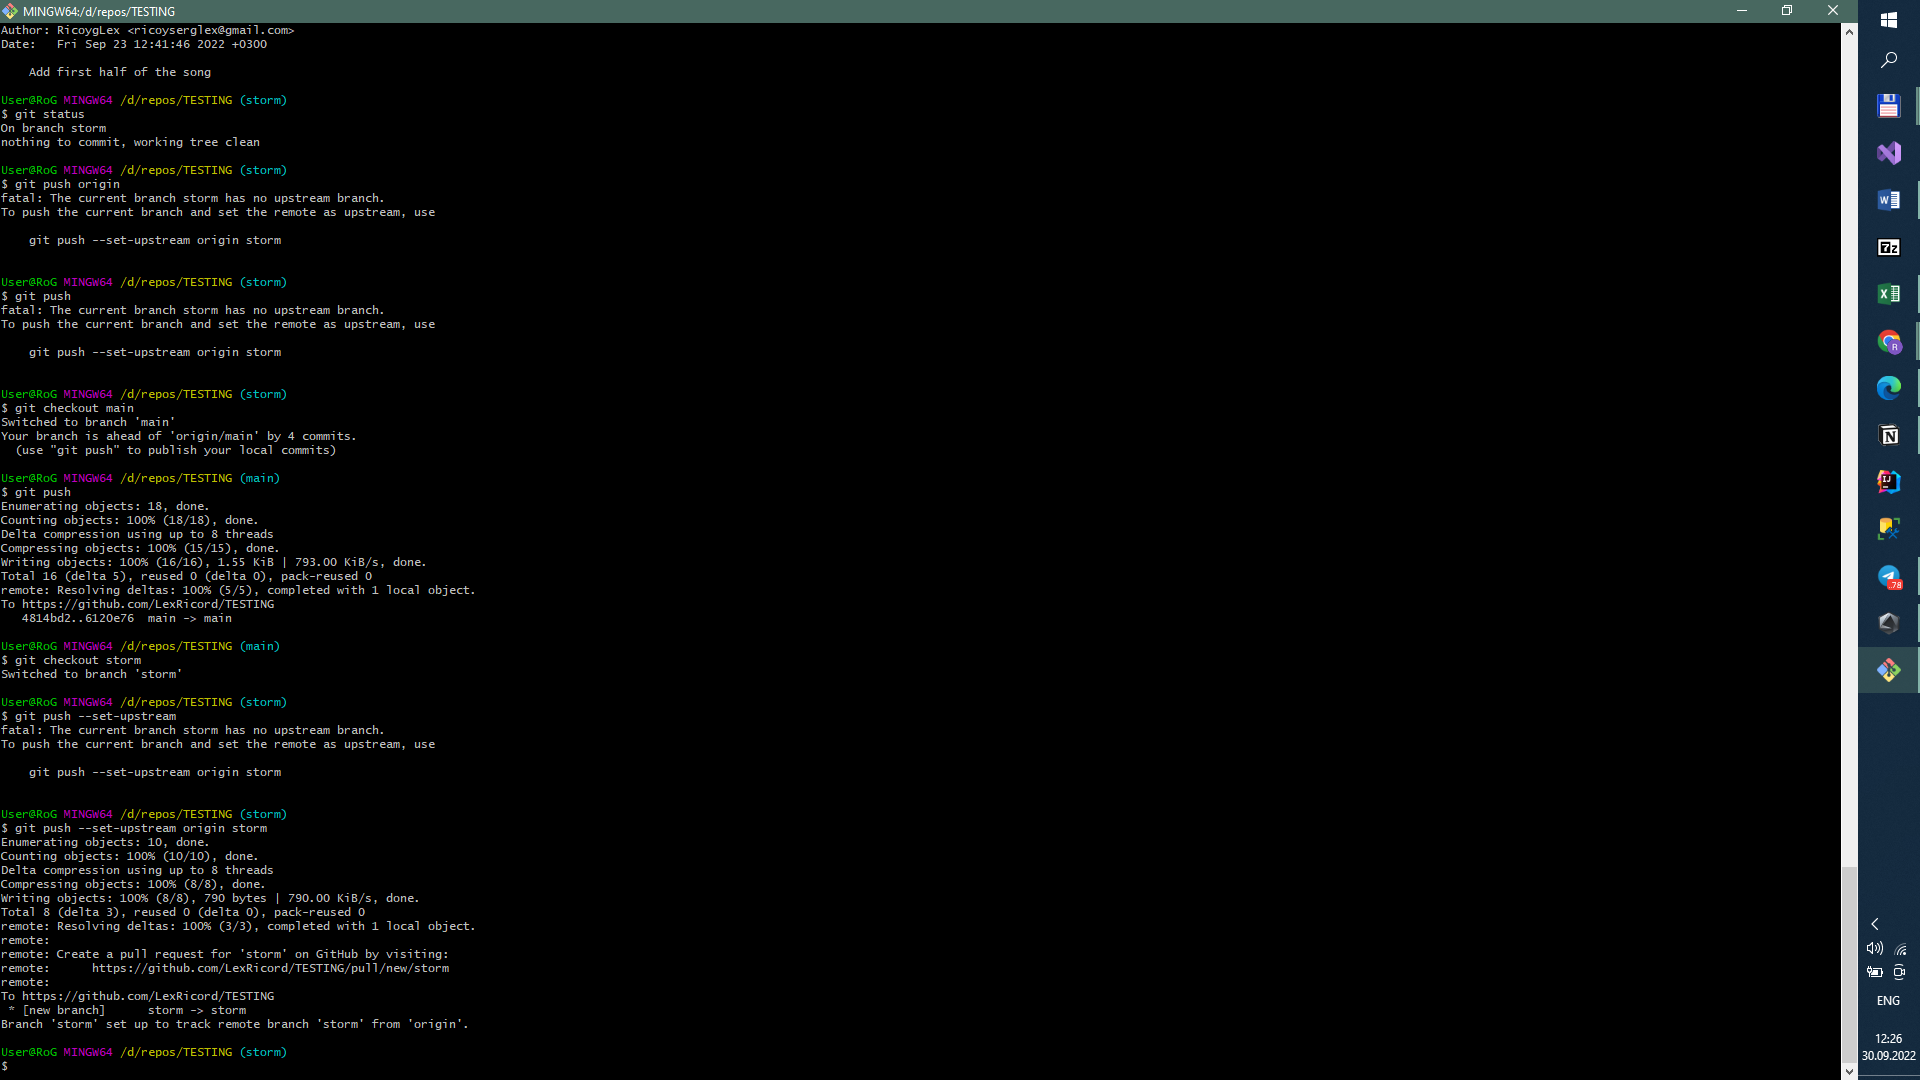 MINGW64:/d/repos/TESTING
Author: RicoygLex <ricoyserglex@gmail.com>
Date:   Fri Sep 23 12:41:46 2022 +0300
    Add first half of the song
User@RoG MINGW64 /d/repos/TESTING (storm)
$ git status
On branch storm
nothing to commit, working tree clean
User@RoG MINGW64 /d/repos/TESTING (storm)
$ git push origin
fatal: The current branch storm has no upstream branch.
To push the current branch and set the remote as upstream, use
    git push --set-upstream origin storm
User@RoG MINGW64 /d/repos/TESTING (storm)
$ git push
fatal: The current branch storm has no upstream branch.
To push the current branch and set the remote as upstream, use
    git push --set-upstream origin storm
User@RoG MINGW64 /d/repos/TESTING (storm)
$ git checkout main
Switched to branch 'main'
Your branch is ahead of 'origin/main' by 4 commits.
  (use "git push" to publish your local commits)
User@RoG MINGW64 /d/repos/TESTING (main)
$ git push
Enumerating objects: 18, done.
Counting objects: 100% (18/18), done.
Delta compression using up to 8 threads
Compressing objects: 100% (15/15), done.
Writing objects: 100% (16/16), 1.55 KiB | 793.00 KiB/s, done.
Total 16 (delta 5), reused 0 (delta 0), pack-reused 0
remote: Resolving deltas: 100% (5/5), completed with 1 local object.
To https://github.com/LexRicord/TESTING
   4814bd2..6120e76  main -> main
User@RoG MINGW64 /d/repos/TESTING (main)
$ git checkout storm
Switched to branch 'storm'
User@RoG MINGW64 /d/repos/TESTING (storm)
$ git push --set-upstream
fatal: The current branch storm has no upstream branch.
To push the current branch and set the remote as upstream, use
    git push --set-upstream origin storm
User@RoG MINGW64 /d/repos/TESTING (storm)
$ git push --set-upstream origin storm
Enumerating objects: 10, done.
Counting objects: 100% (10/10), done.
Delta compression using up to 8 threads
Compressing objects: 100% (8/8), done.
Writing objects: 100% (8/8), 790 bytes | 790.00 KiB/s, done.
Total 8 (delta 3), reused 0 (delta 0), pack-reused 0
remote: Resolving deltas: 100% (3/3), completed with 1 local object.
remote:
remote: Create a pull request for 'storm' on GitHub by visiting:
remote:      https://github.com/LexRicord/TESTING/pull/new/storm
remote:
To https://github.com/LexRicord/TESTING
 * [new branch]      storm -> storm
Branch 'storm' set up to track remote branch 'storm' from 'origin'.
User@RoG MINGW64 /d/repos/TESTING (storm)
$
W
7z
X
R
N
IJ
78
ENG
12:26
30.09.2022